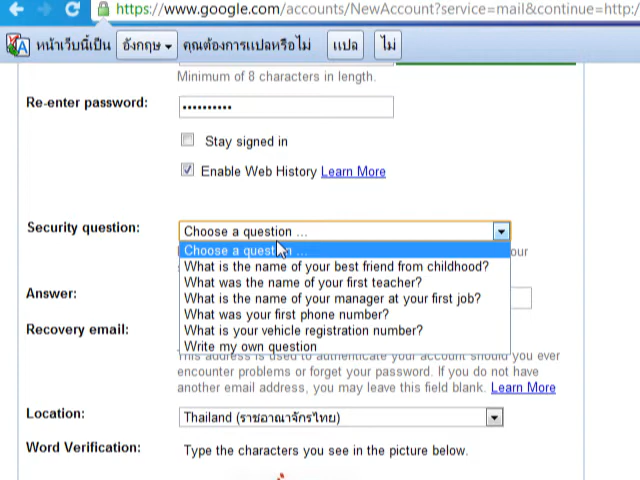 https://www.google.com/accounts/NewAccount?service=mail&continue=http:/
หน้าเว็บนี้เป็น อังกฤษ คุณต้องการแปลหรือไม่ แปล ไม่
Minimum of 8 characters in length.
Re-enter password: ••••••••••
Stay signed in
Enable Web History Learn More
Security question: Choose a question ...
Choose a question ...
What is the name of your best friend from childhood?
What was the name of your first teacher?
What is the name of your manager at your first job?
What was your first phone number?
What is your vehicle registration number?
Write my own question
our
Answer:
Recovery email:
This address is used to authenticate your account should you ever
encounter problems or forget your password. If you do not have
another email address, you may leave this field blank. Learn More
Location: Thailand (ราชอาณาจักรไทย)
Word Verification: Type the characters you see in the picture below.